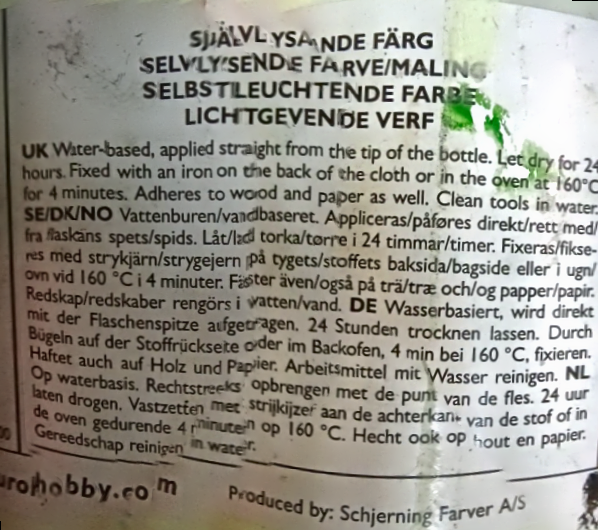 SJÄLVLYSANDE FÄRG
SELVLYSENDE FARVE/MALING
SELBSTLEUCHTENDE FARBE
LICHTGEVENDE VERF
UK Water-based, applied straight from the tip of the bottle. Let dry for 24
hours. Fixed with an iron on the back of the cloth or in the oven at 160°C
for 4 minutes. Adheres to wood and paper as well. Clean tools in water.
SE/DK/NO Vattenburen/vandbaseret. Appliceras/påføres direkt/rett med/
fra flaskans spets/spids. Låt/lad torka/tørre i 24 timmar/timer. Fixeras/fikse-
res med strykjärn/strygejern på tygets/stoffets baksida/bagside eller i ugn/
ovn vid 160 °C i 4 minuter. Fäster även/også på trä/træ och/og papper/papir.
Redskap/redskaber rengörs i vatten/vand. DE Wasserbasiert, wird direkt
mit der Flaschenspitze aufgetragen. 24 Stunden trocknen lassen. Durch
Bügeln auf der Stoffrückseite oder im Backofen, 4 min bei 160 °C, fixieren.
Haftet auch auf Holz und Papier. Arbeitsmittel mit Wasser reinigen. NL
Op waterbasis. Rechtstreeks opbrengen met de punt van de fles. 24 uur
laten drogen. Vastzetten met strijkijzer aan de achterkant van de stof of in
de oven gedurende 4 minuten op 160 °C. Hecht ook op hout en papier.
Gereedschap reinigen in water.
urohobby.com
Produced by: Schjerning Farver A/S